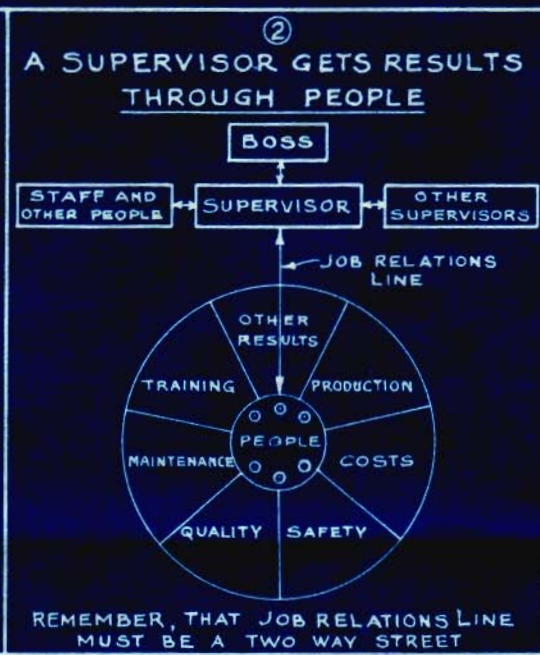 2
A SUPERVISOR GETS RESULTS
THROUGH PEOPLE
BOSS
STAFF AND
OTHER PEOPLE
SUPERVISOR
OTHER
SUPERVISORS
JOB RELATIONS
LINE
OTHER
RESULTS
TRAINING
PRODUCTION
PEOPLE
MAINTENANCE
COSTS
QUALITY
SAFETY
REMEMBER, THAT JOB RELATIONS LINE
MUST BE A TWO WAY STREET